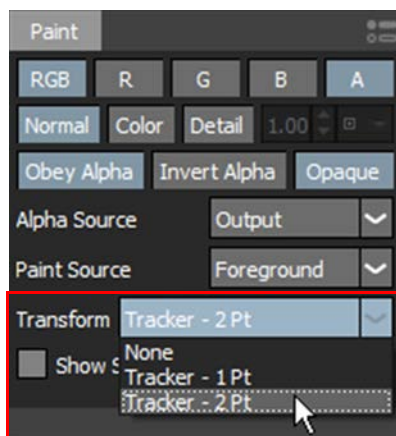 Paint
RGB R G B A
Normal Color Detail 1.00
Obey Alpha Invert Alpha Opaque
Alpha Source Output
Paint Source Foreground
Transform Tracker - 2 Pt
None
Show S
Tracker - 1 Pt
Tracker - 2 Pt